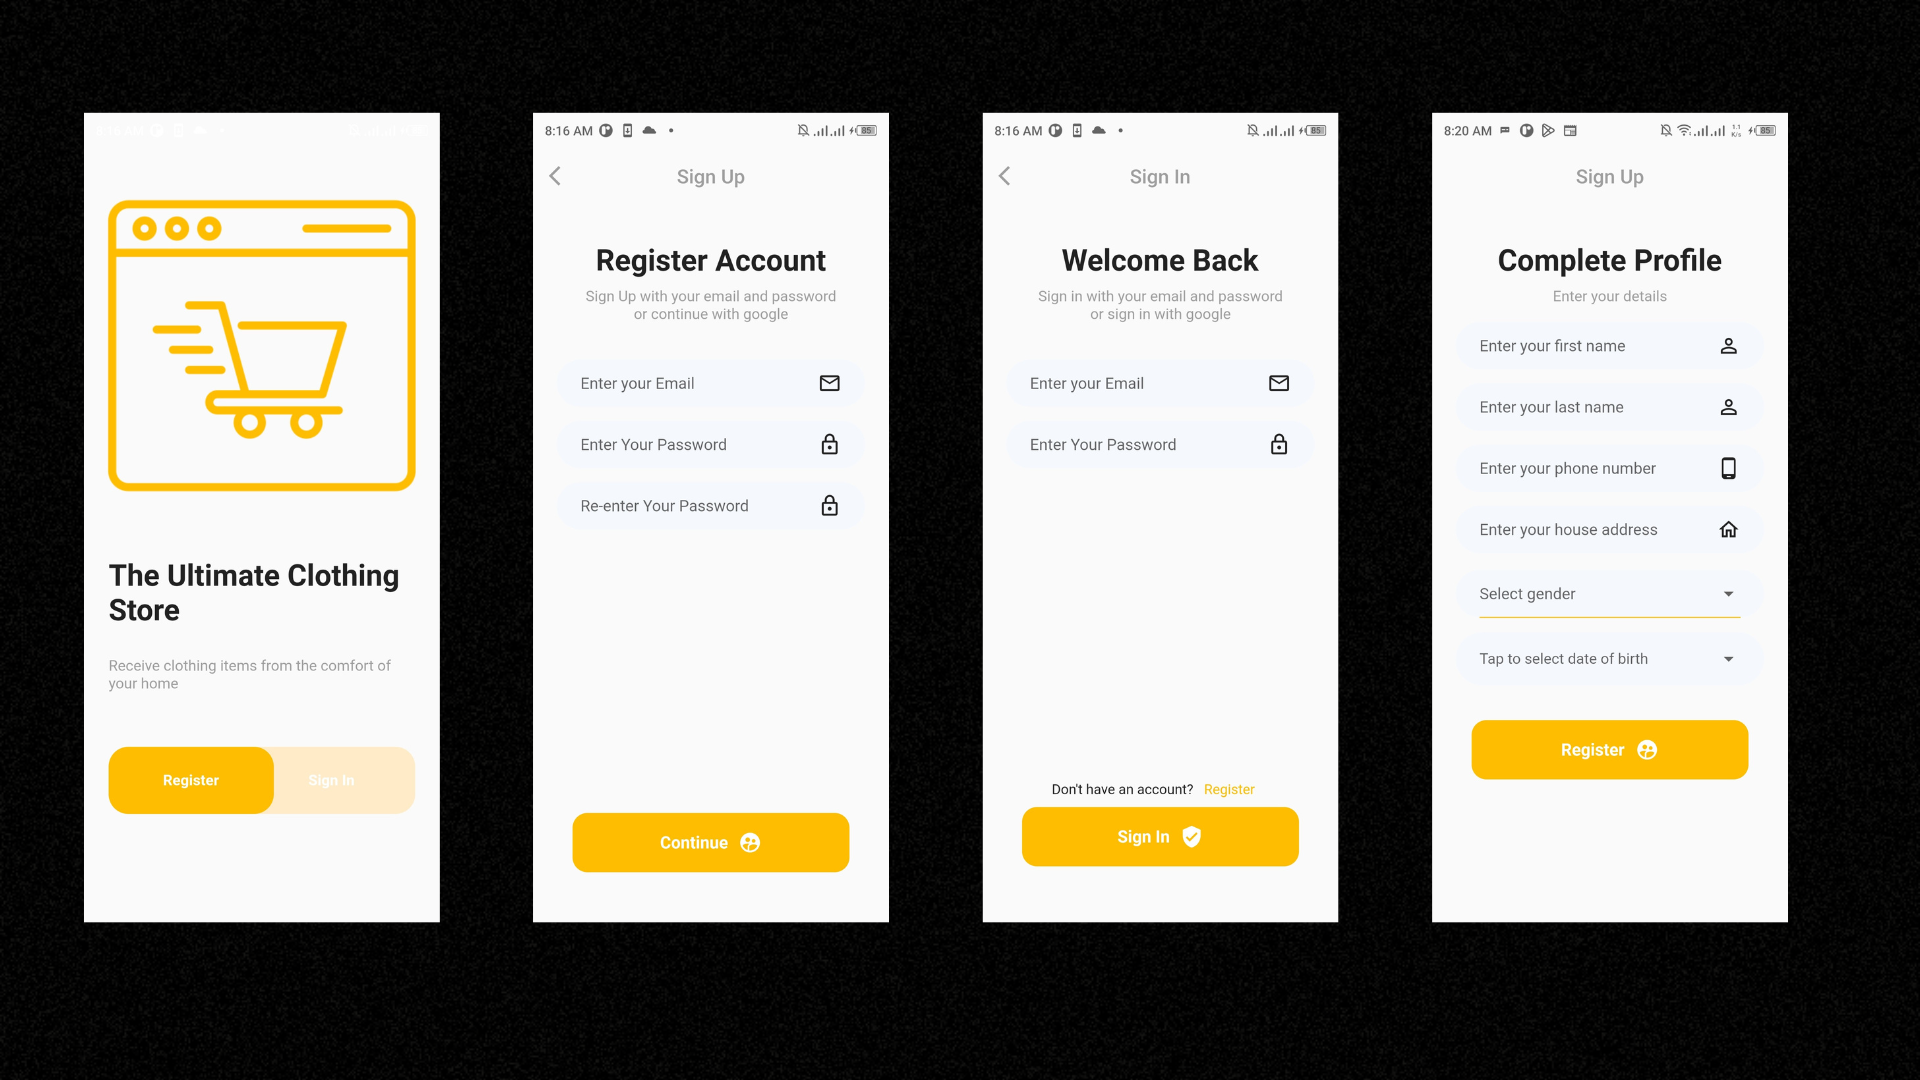 The Ultimate Clothing
Store
Receive clothing items from the comfort of
your home
Register
Sign In
8:16 AM
85
Sign Up
Register Account
Sign Up with your email and password
or continue with google
Enter your Email
Enter Your Password
Re-enter Your Password
Continue
8:16 AM
85
Sign In
Welcome Back
Sign in with your email and password
or sign in with google
Enter your Email
Enter Your Password
Don't have an account? Register
Sign In
8:20 AM
1.1
K/s
85
Sign Up
Complete Profile
Enter your details
Enter your first name
Enter your last name
Enter your phone number
Enter your house address
Select gender
Tap to select date of birth
Register